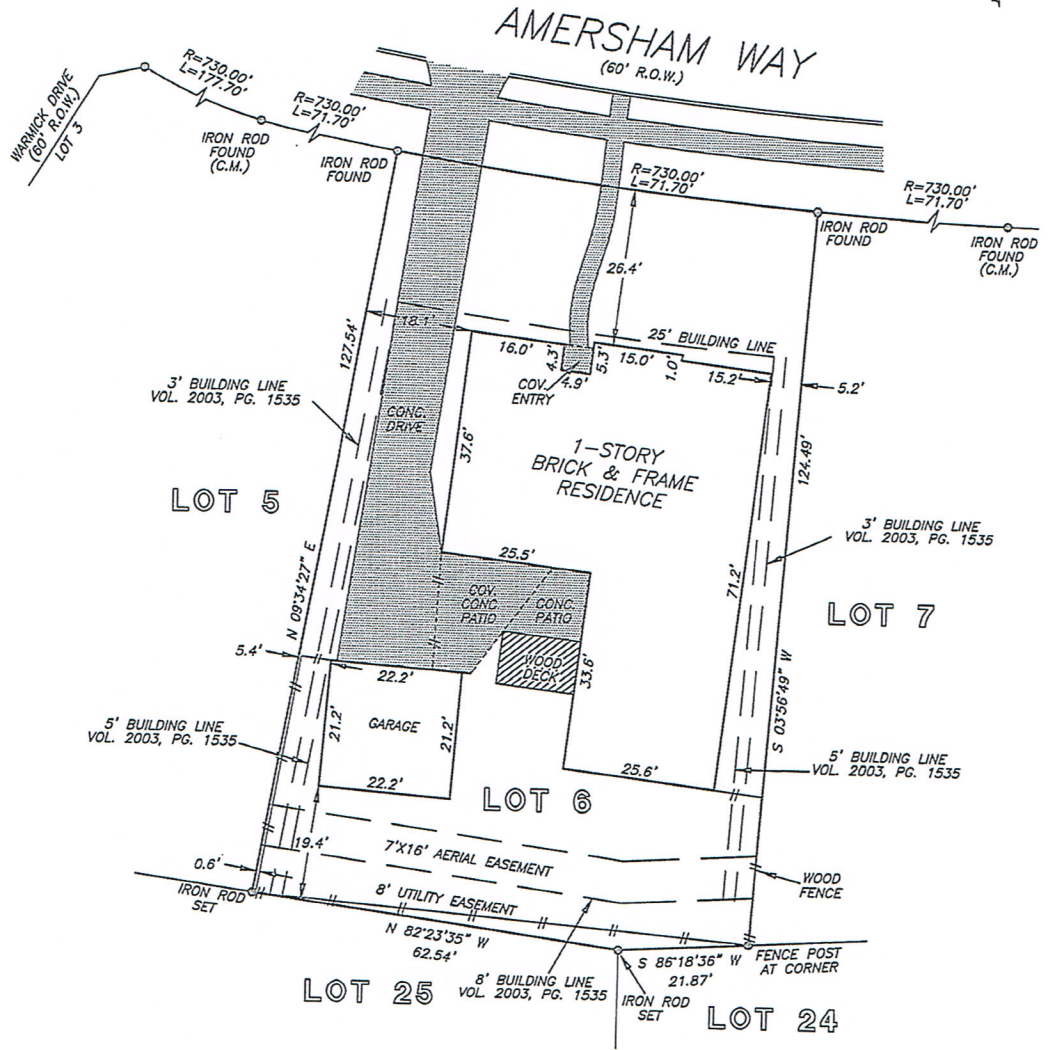 AMERSHAM WAY
(60' R.O.W.)
WARMICK DRIVE
(60' R.O.W.)
LOT 3
R=730.00'
L=177.70'
IRON ROD
FOUND
(C.M.)
R=730.00'
L=71.70'
IRON ROD
FOUND
R=730.00'
L=71.70'
IRON ROD
FOUND
R=730.00'
L=71.70'
IRON ROD
FOUND
(C.M.)
26.4'
18.1'
25' BUILDING LINE
16.0'
4.3'
4.9'
5.3'
15.0'
1.0'
15.2'
5.2'
COV.
ENTRY
127.54'
3' BUILDING LINE
VOL. 2003, PG. 1535
CONC.
DRIVE
37.6'
1-STORY
BRICK & FRAME
RESIDENCE
124.49'
LOT 5
3' BUILDING LINE
VOL. 2003, PG. 1535
25.5'
71.2'
LOT 7
N 09°34'27" E
COV.
CONC.
PATIO
CONC.
PATIO
WOOD
DECK
33.6'
5.4'
22.2'
S 03°56'49" W
21.2'
GARAGE
21.2'
22.2'
5' BUILDING LINE
VOL. 2003, PG. 1535
25.6'
5' BUILDING LINE
VOL. 2003, PG. 1535
LOT 6
19.4'
7'X16' AERIAL EASEMENT
0.6'
8' UTILITY EASEMENT
WOOD
FENCE
IRON ROD
SET
N 82°23'35" W
62.54'
S 86°18'36" W
21.87'
FENCE POST
AT CORNER
8' BUILDING LINE
VOL. 2003, PG. 1535
IRON ROD
SET
LOT 25
LOT 24